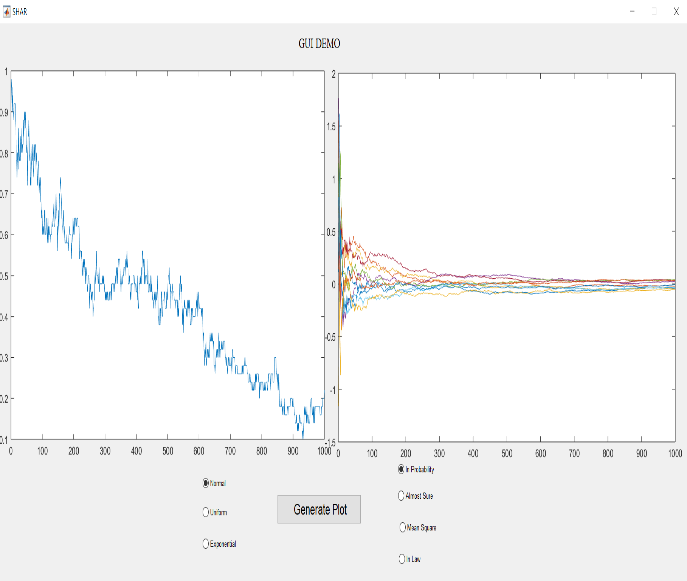 SHAR
GUI DEMO
1
0.9
0.8
0.7
0.6
0.5
0.4
0.3
0.2
0.1
0 100 200 300 400 500 600 700 800 900 1000
2
1.5
1
0.5
0
-0.5
-1
-1.5
0 100 200 300 400 500 600 700 800 900 1000
Normal
Uniform
Exponential
Generate Plot
In Probability
Almost Sure
Mean Square
In Law